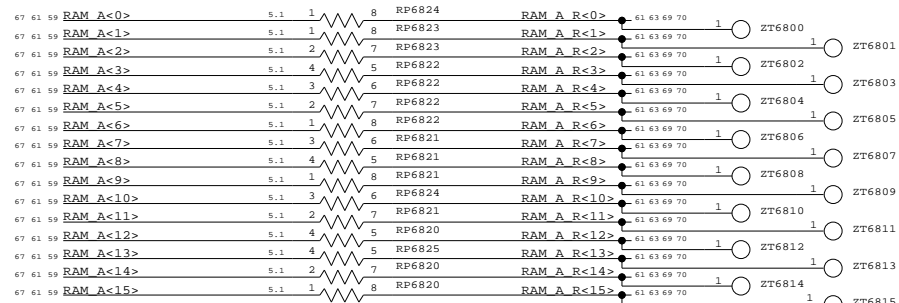 67 61 59 RAM_A<0> 5.1 1 8 RP6824 RAM_A_R<0> 61 63 69 70 1 ZT6800
67 61 59 RAM_A<1> 5.1 1 8 RP6823 RAM_A_R<1> 61 63 69 70 1 ZT6801
67 61 59 RAM_A<2> 5.1 2 7 RP6823 RAM_A_R<2> 61 63 69 70 1 ZT6802
67 61 59 RAM_A<3> 5.1 4 5 RP6822 RAM_A_R<3> 61 63 69 70 1 ZT6803
67 61 59 RAM_A<4> 5.1 3 6 RP6822 RAM_A_R<4> 61 63 69 70 1 ZT6804
67 61 59 RAM_A<5> 5.1 2 7 RP6822 RAM_A_R<5> 61 63 69 70 1 ZT6805
67 61 59 RAM_A<6> 5.1 1 8 RP6822 RAM_A_R<6> 61 63 69 70 1 ZT6806
67 61 59 RAM_A<7> 5.1 3 6 RP6821 RAM_A_R<7> 61 63 69 70 1 ZT6807
67 61 59 RAM_A<8> 5.1 4 5 RP6821 RAM_A_R<8> 61 63 69 70 1 ZT6808
67 61 59 RAM_A<9> 5.1 1 8 RP6821 RAM_A_R<9> 61 63 69 70 1 ZT6809
67 61 59 RAM_A<10> 5.1 3 6 RP6824 RAM_A_R<10> 61 63 69 70 1 ZT6810
67 61 59 RAM_A<11> 5.1 2 7 RP6821 RAM_A_R<11> 61 63 69 70 1 ZT6811
67 61 59 RAM_A<12> 5.1 4 5 RP6820 RAM_A_R<12> 61 63 69 70 1 ZT6812
67 61 59 RAM_A<13> 5.1 4 5 RP6825 RAM_A_R<13> 61 63 69 70 1 ZT6813
67 61 59 RAM_A<14> 5.1 2 7 RP6820 RAM_A_R<14> 61 63 69 70 1 ZT6814
67 61 59 RAM_A<15> 5.1 1 8 RP6820 RAM_A_R<15> 61 63 69 70 1 ZT6815